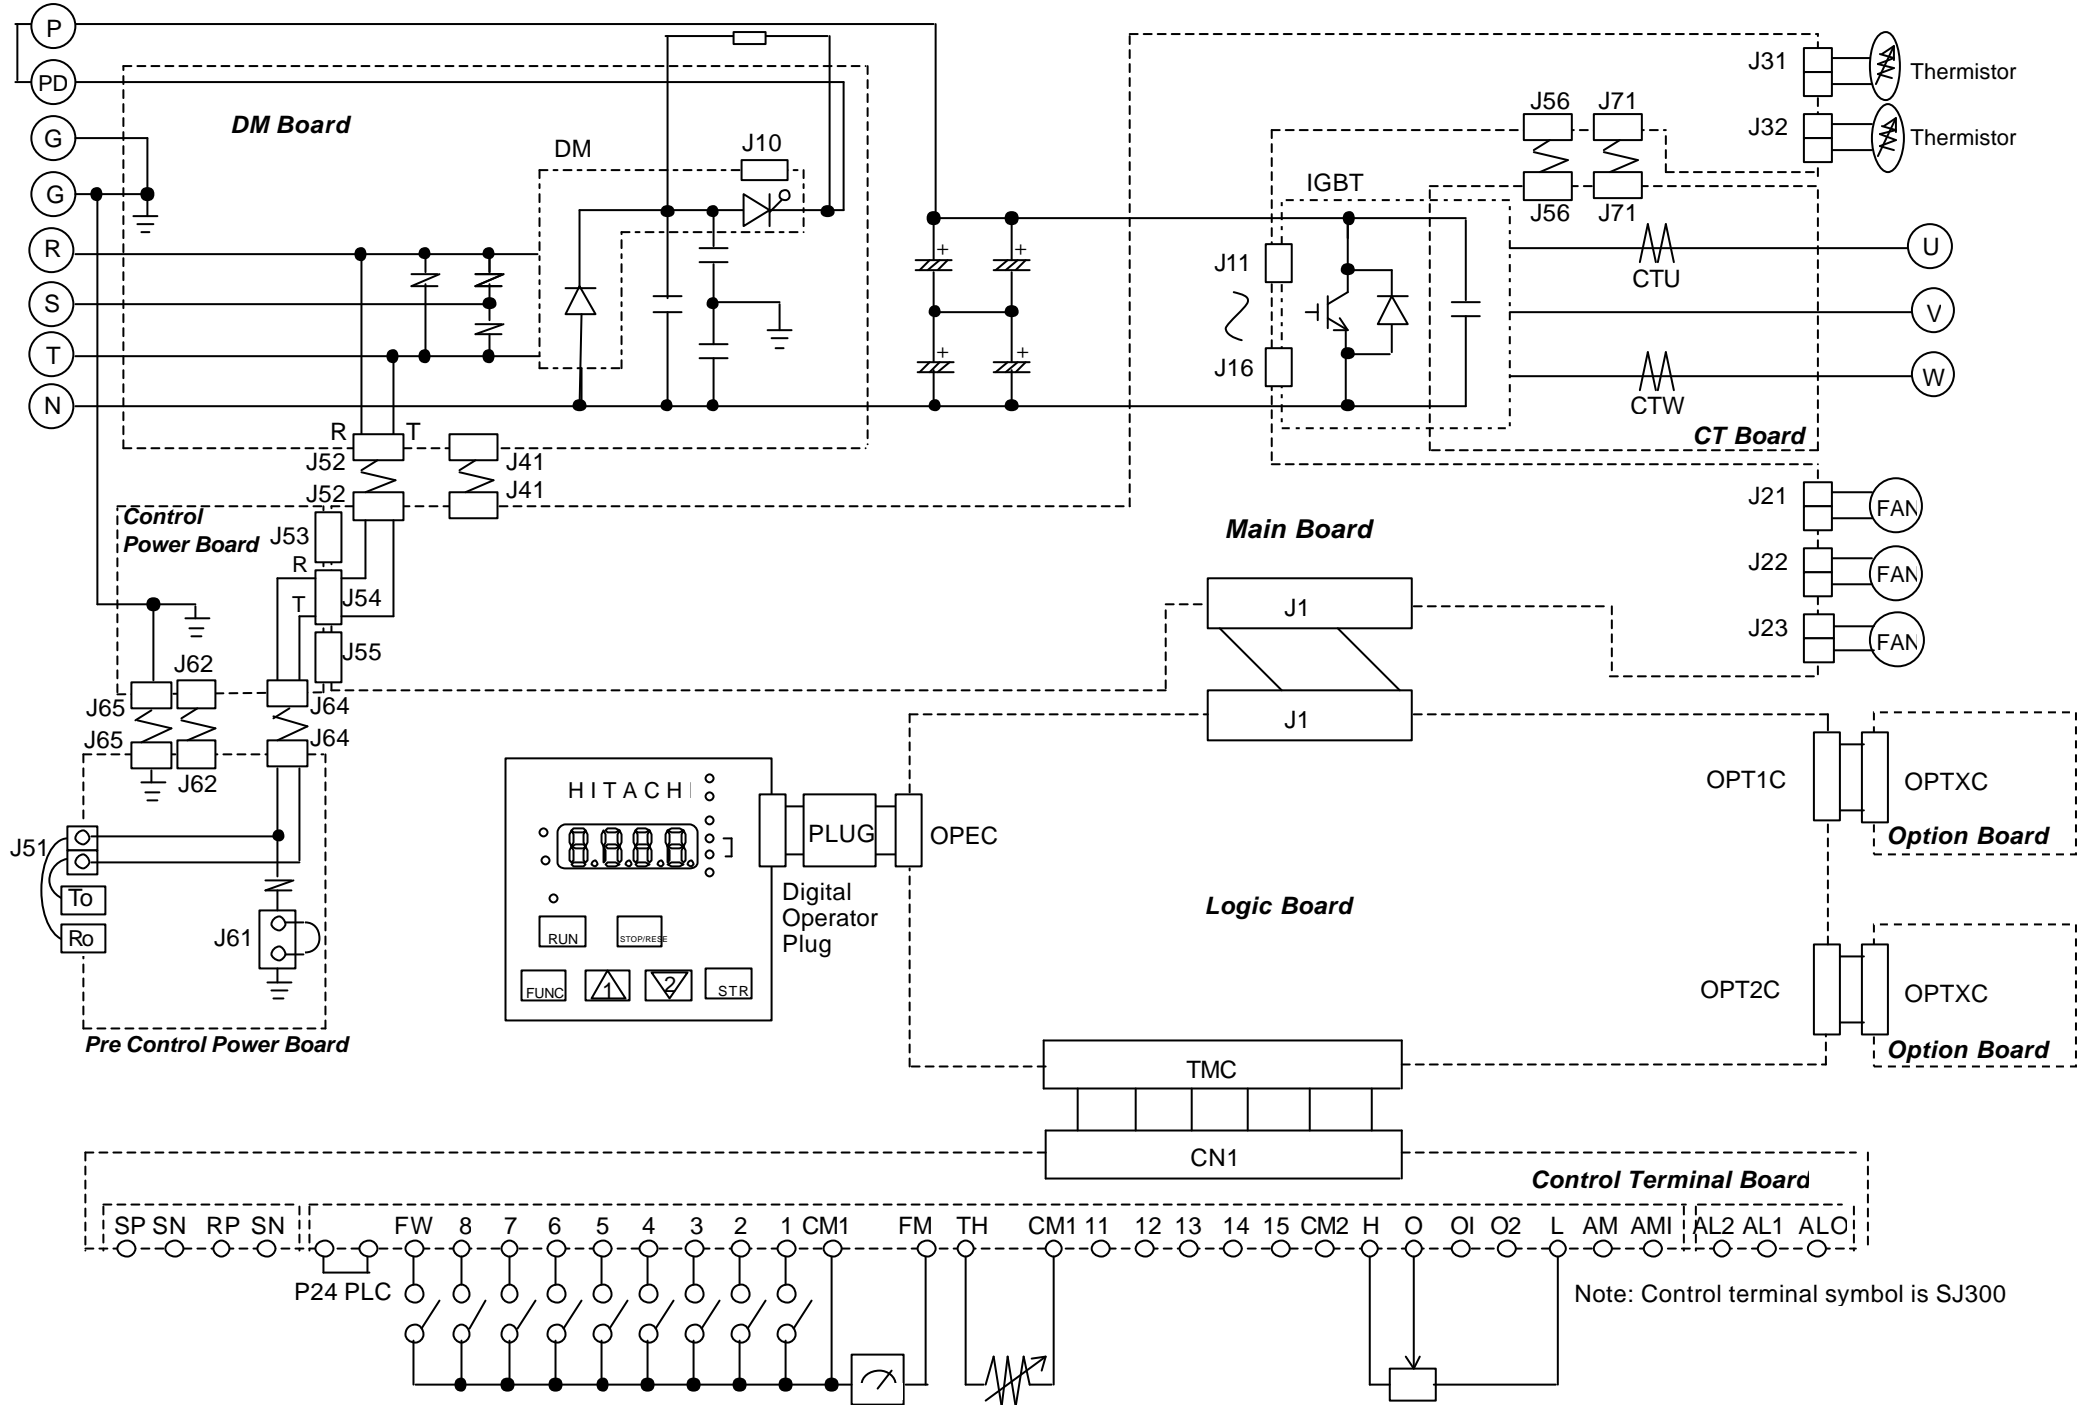 P
PD
G
G
R
S
T
N
DM Board
DM
J10
J31
Thermistor
J32
Thermistor
J56 J71
J56 J71
IGBT
J11
J16
CTU
CTW
U
V
W
CT Board
R T
J52
J52
J41
J41
Control
Power Board
J53
R
T
J54
J55
J62
J65
J65
J62
J64
J64
Main Board
J21
FAN
J22
FAN
J23
FAN
J1
J1
J51
To
Ro
J61
Pre Control Power Board
HITACHI
RUN
STOP/RESE
FUNC
1
2
STR
PLUG
OPEC
Digital
Operator
Plug
Logic Board
OPT1C
OPTXC
Option Board
OPT2C
OPTXC
Option Board
TMC
CN1
Control Terminal Board
SP SN RP SN FW 8 7 6 5 4 3 2 1 CM1 FM TH CM1 11 12 13 14 15 CM2 H O OI O2 L AM AMI AL2 AL1 ALO
P24 PLC
Note: Control terminal symbol is SJ300